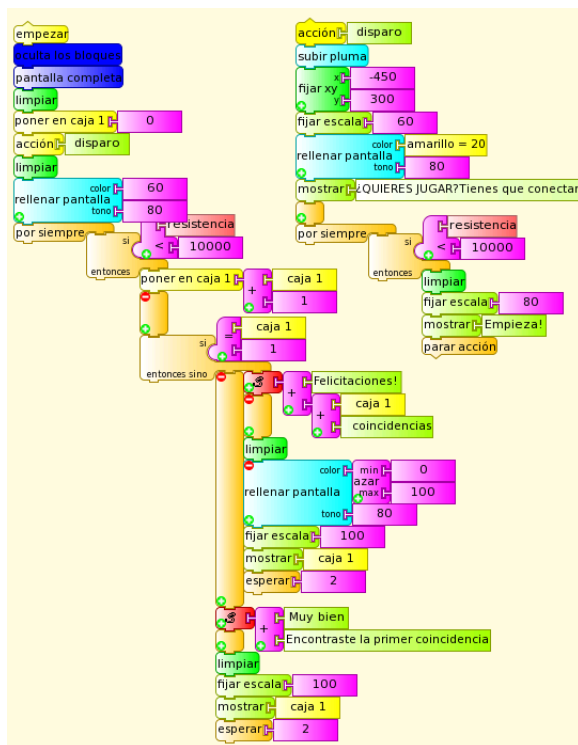 empezar
oculta los bloques
pantalla completa
limpiar
poner en caja 1 0
acción disparo
limpiar
rellenar pantalla color 60
tono 80
por siempre si resistencia
< 10000
entonces
poner en caja 1 + caja 1
1
si = caja 1
1
entonces sino
+ Felicitaciones!
+ caja 1
coincidencias
limpiar
rellenar pantalla color azar min 0
max 100
tono 80
fijar escala 100
mostrar caja 1
esperar 2
+ Muy bien
Encontraste la primer coincidencia
limpiar
fijar escala 100
mostrar caja 1
esperar 2
acción disparo
subir pluma
fijar xy x -450
y 300
fijar escala 60
rellenar pantalla color amarillo = 20
tono 80
mostrar ¿QUIERES JUGAR?Tienes que conectar
por siempre si resistencia
< 10000
entonces
limpiar
fijar escala 80
mostrar Empieza!
parar acción